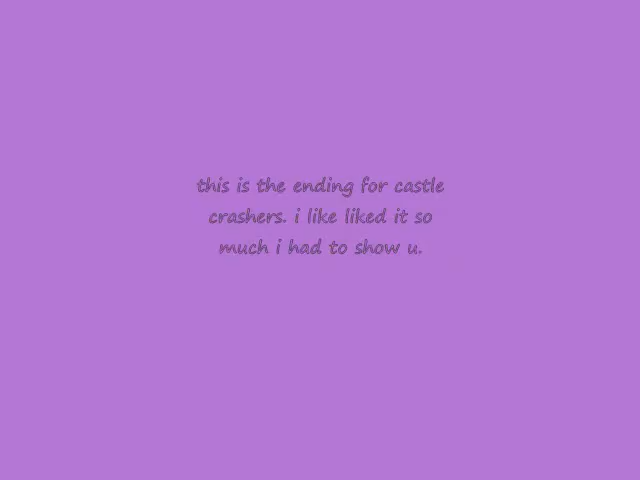 this is the ending for castle
crashers. i like liked it so
much i had to show u.